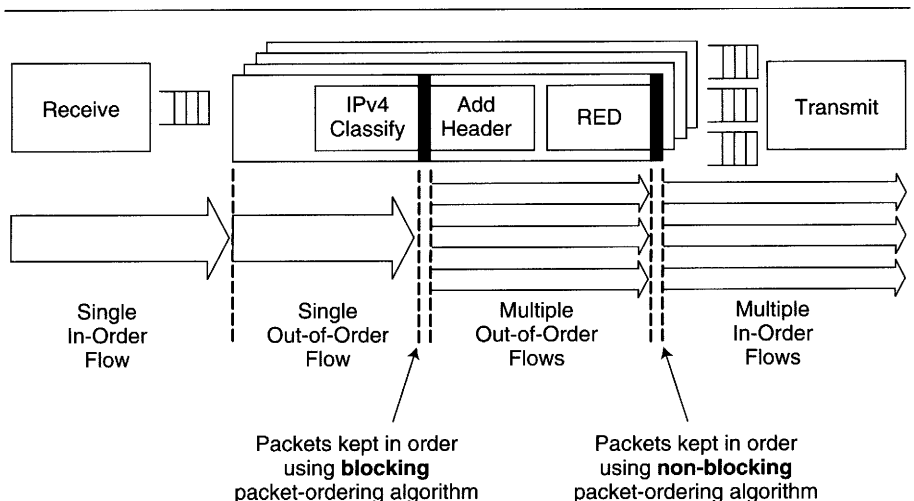 Receive
IPv4
Classify
Add
Header
RED
Transmit
Single
In-Order
Flow
Single
Out-of-Order
Flow
Multiple
Out-of-Order
Flows
Multiple
In-Order
Flows
Packets kept in order
using blocking
packet-ordering algorithm
Packets kept in order
using non-blocking
packet-ordering algorithm